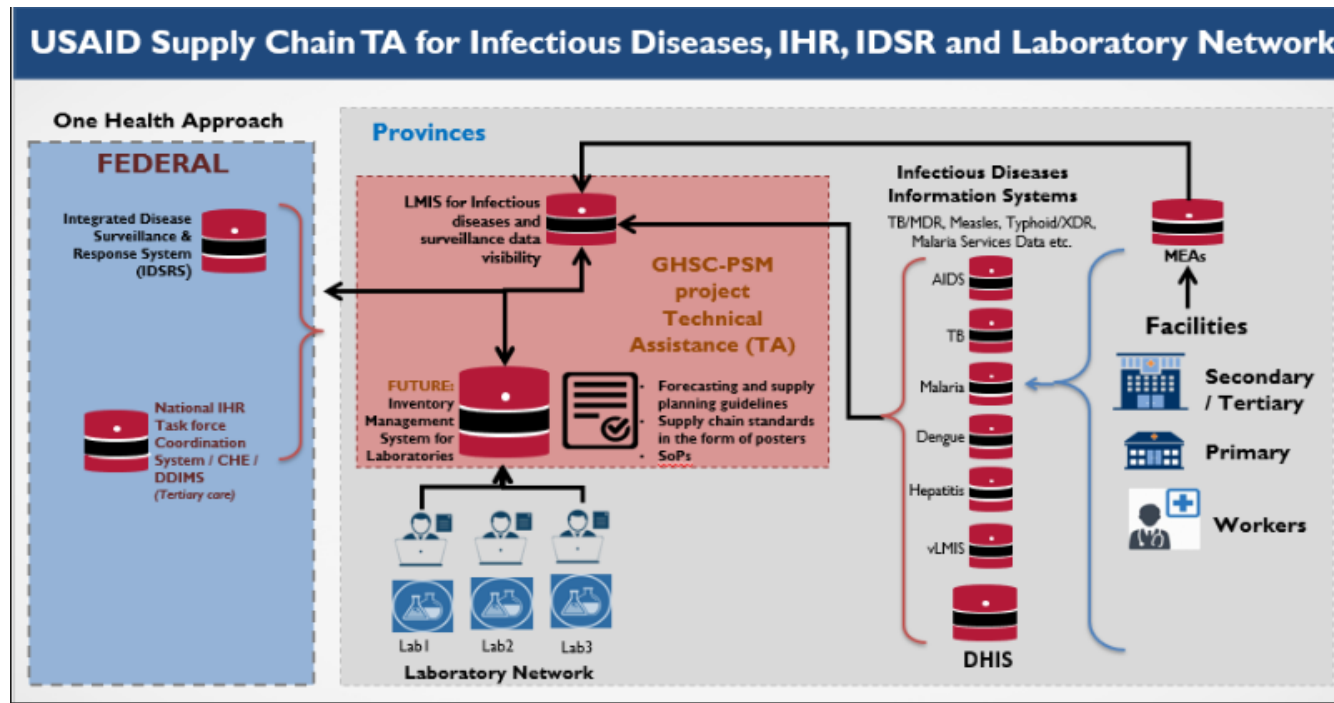 USAID Supply Chain TA for Infectious Diseases, IHR, IDSR and Laboratory Network
One Health Approach
FEDERAL
Integrated Disease
Surveillance &
Response System
(IDSRS)
National IHR
Task force
Coordination
System / CHE /
DDIMS
(Tertiary care)
Provinces
LMIS for Infectious
diseases and
surveillance data
visibility
GHSC-PSM
project
Technical
Assistance (TA)
FUTURE:
Inventory
Management
System for
Laboratories
• Forecasting and supply
planning guidelines
• Supply chain standards
in the form of posters
• SoPs
Lab1
Lab2
Lab3
Laboratory Network
Infectious Diseases
Information Systems
TB/MDR, Measles, Typhoid/XDR,
Malaria Services Data etc.
AIDS
TB
Malaria
Dengue
Hepatitis
vLMIS
DHIS
MEAs
Facilities
Secondary
/ Tertiary
Primary
Workers